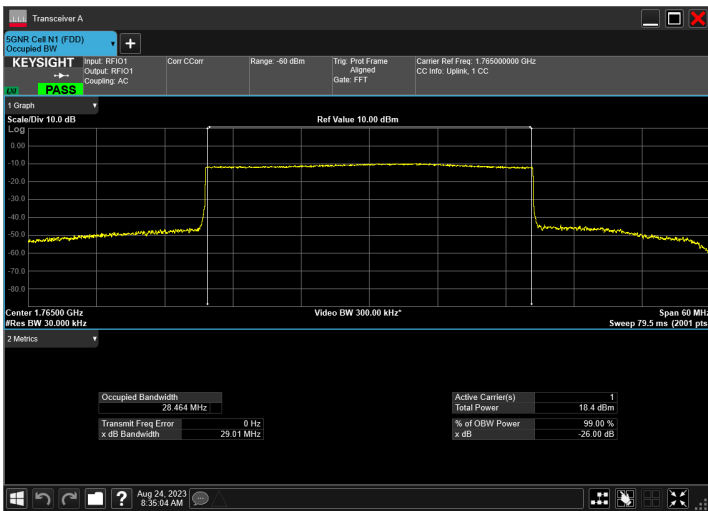 Transceiver A
5GNR Cell N1 (FDD)
Occupied BW
+
KEYSIGHT
Input: RFIO1
Output: RFIO1
Coupling: AC
Corr CCorr
Range: -60 dBm
Trig: Prot Frame
Aligned
Gate: FFT
Carrier Ref Freq: 1.765000000 GHz
CC Info: Uplink, 1 CC
PASS
1 Graph
Scale/Div 10.0 dB
Ref Value 10.00 dBm
Log
0.00
-10.0
-20.0
-30.0
-40.0
-50.0
-60.0
-70.0
-80.0
Center 1.76500 GHz
Video BW 300.00 kHz*
Span 60 MHz
#Res BW 30.000 kHz
Sweep 79.5 ms (2001 pts)
2 Metrics
Occupied Bandwidth
28.464 MHz
Transmit Freq Error 0 Hz
x dB Bandwidth 29.01 MHz
Active Carrier(s) 1
Total Power 18.4 dBm
% of OBW Power 99.00 %
x dB -26.00 dB
?
Aug 24, 2023
8:35:04 AM